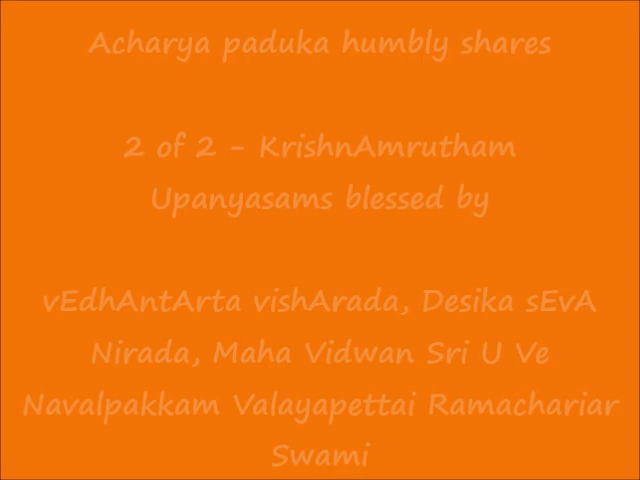 Acharya paduka humbly shares
2 of 2 - KrishnAmrutham
Upanyasams blessed by
vEdhAntArta vishArada, Desika sEvA
Nirada, Maha Vidwan Sri U Ve
Navalpakkam Valayapettai Ramachariar
Swami